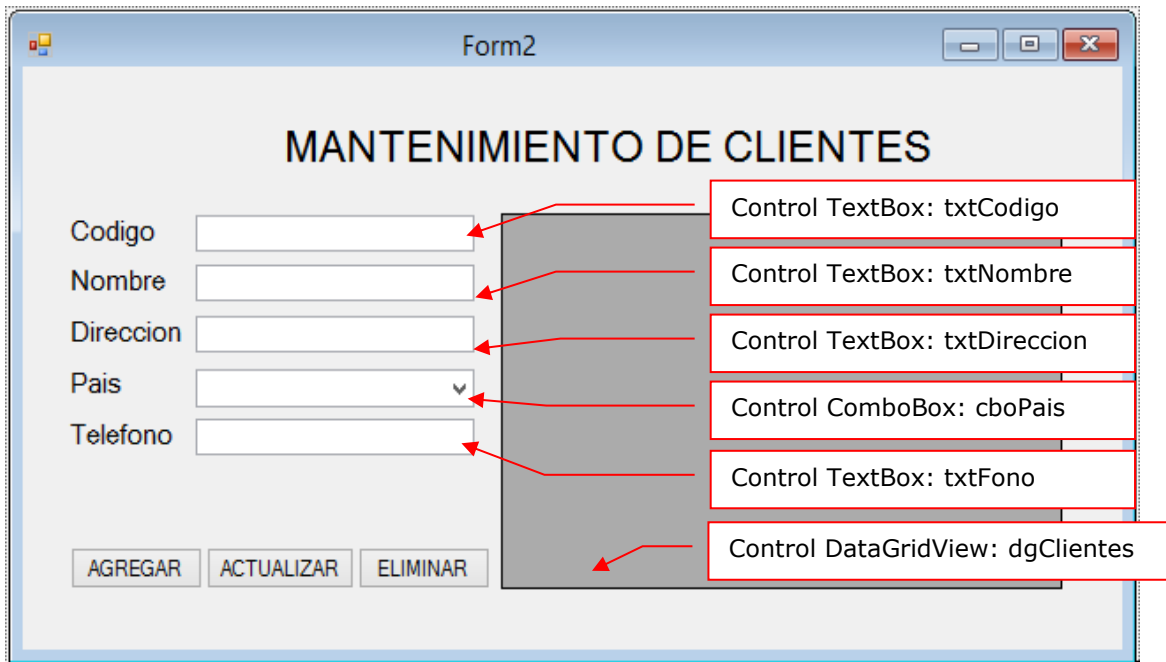 Form2
MANTENIMIENTO DE CLIENTES
Codigo
Control TextBox: txtCodigo
Nombre
Control TextBox: txtNombre
Direccion
Control TextBox: txtDireccion
Pais
Control ComboBox: cboPais
Telefono
Control TextBox: txtFono
AGREGAR
ACTUALIZAR
ELIMINAR
Control DataGridView: dgClientes